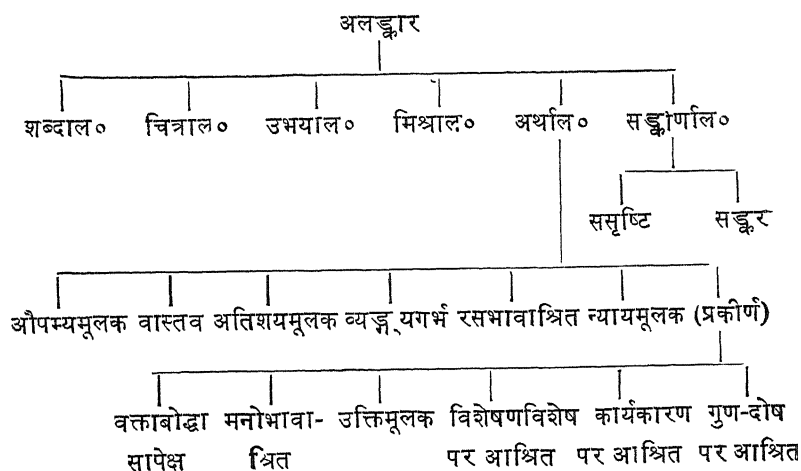 अलङ्कार
शब्दाल० चित्राल० उभयाल० मिश्राल० अर्थाल० सङ्कीर्णाल०
ससृष्टि सङ्कर
औपम्यमूलक वास्तव अतिशयमूलक व्यङ्ग्यगर्भ रसभावाश्रित न्यायमूलक (प्रकीर्ण)
वक्ताबोद्धा मनोभावा- उक्तिमूलक विशेषणविशेष कार्यकारण गुण-दोष
सापेक्ष श्रित पर आश्रित पर आश्रित पर आश्रित